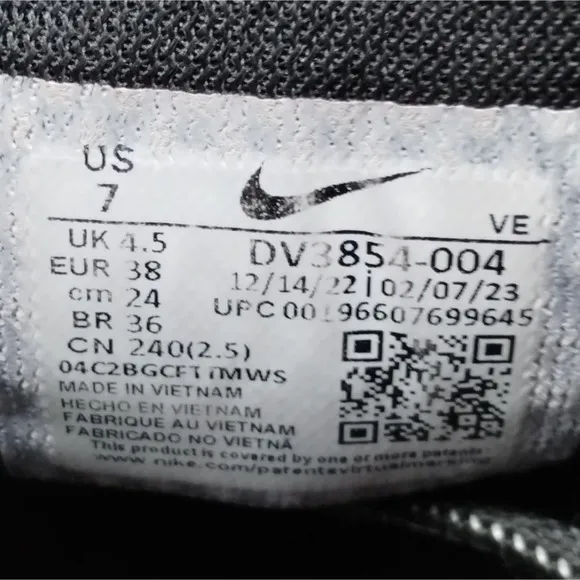 US
7
VE
UK 4.5
EUR 38
cm 24
BR 36
CN 240(2.5)
DV3854-004
12/14/22 | 02/07/23
UPC 00196607699645
MADE IN VIETNAM
HECHO EN VIETNAM
FABRIQUE AU VIETNAM
FABRICADO NO VIETNÃ
This product is covered by one or more patents
www.nike.com/patentsvirtualmarking